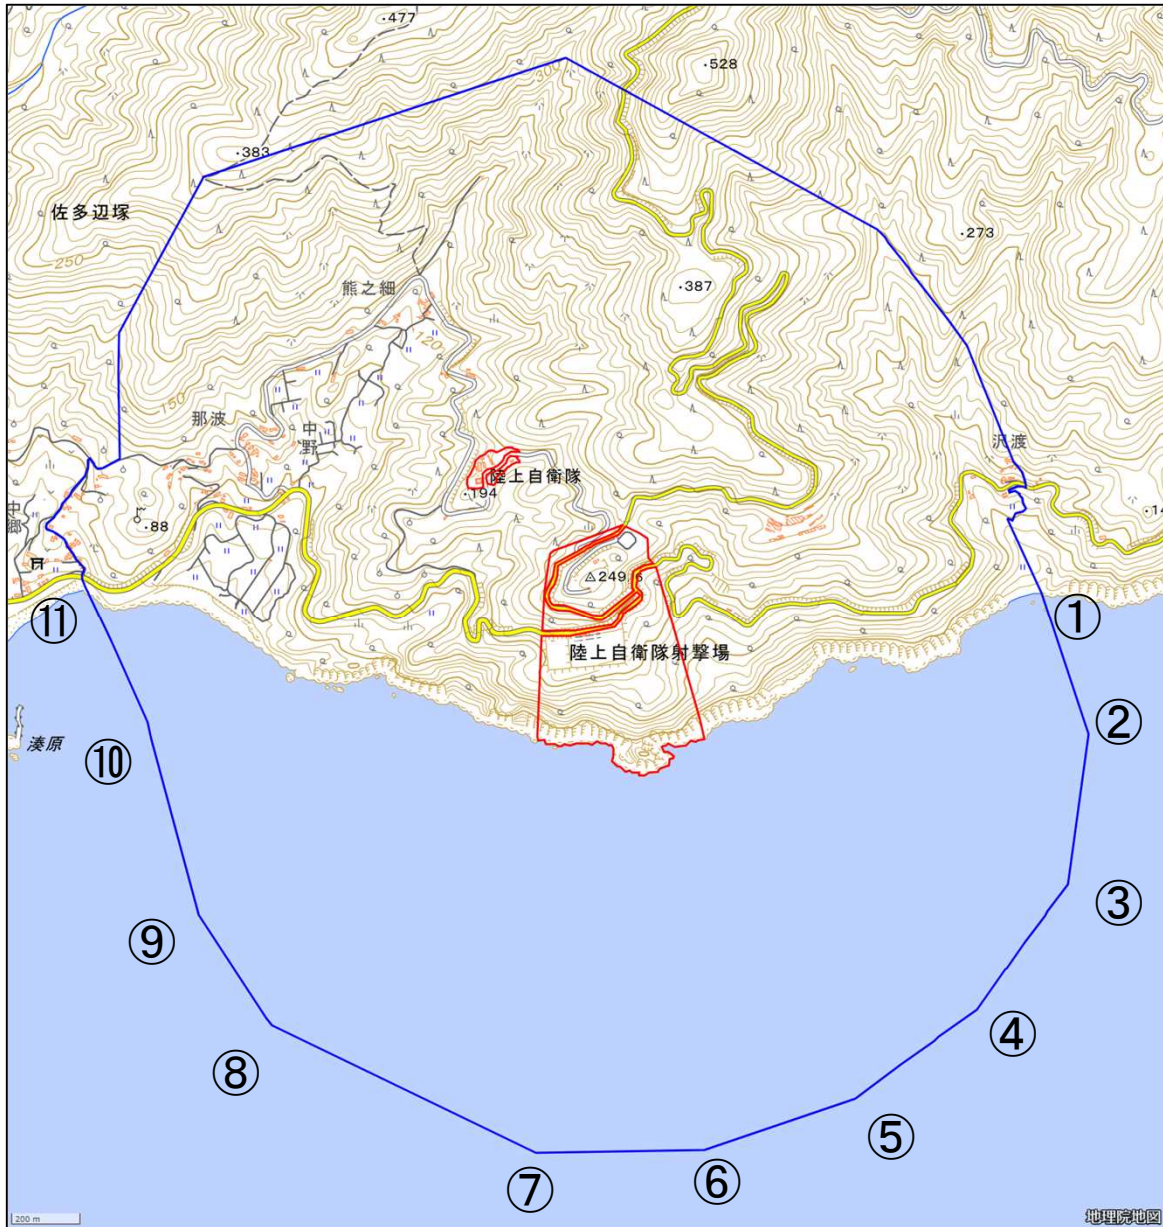 ・477
・528
300
・383
佐多辺塚
・273
250
熊之細
・387
120
150
那波
中野
沢渡
陸上自衛隊
・194
中郷
・88
・14
△249.6
⑪
①
陸上自衛隊射撃場
②
湊原
⑩
③
⑨
④
⑧
⑤
⑥
⑦
200 m
地理院地図